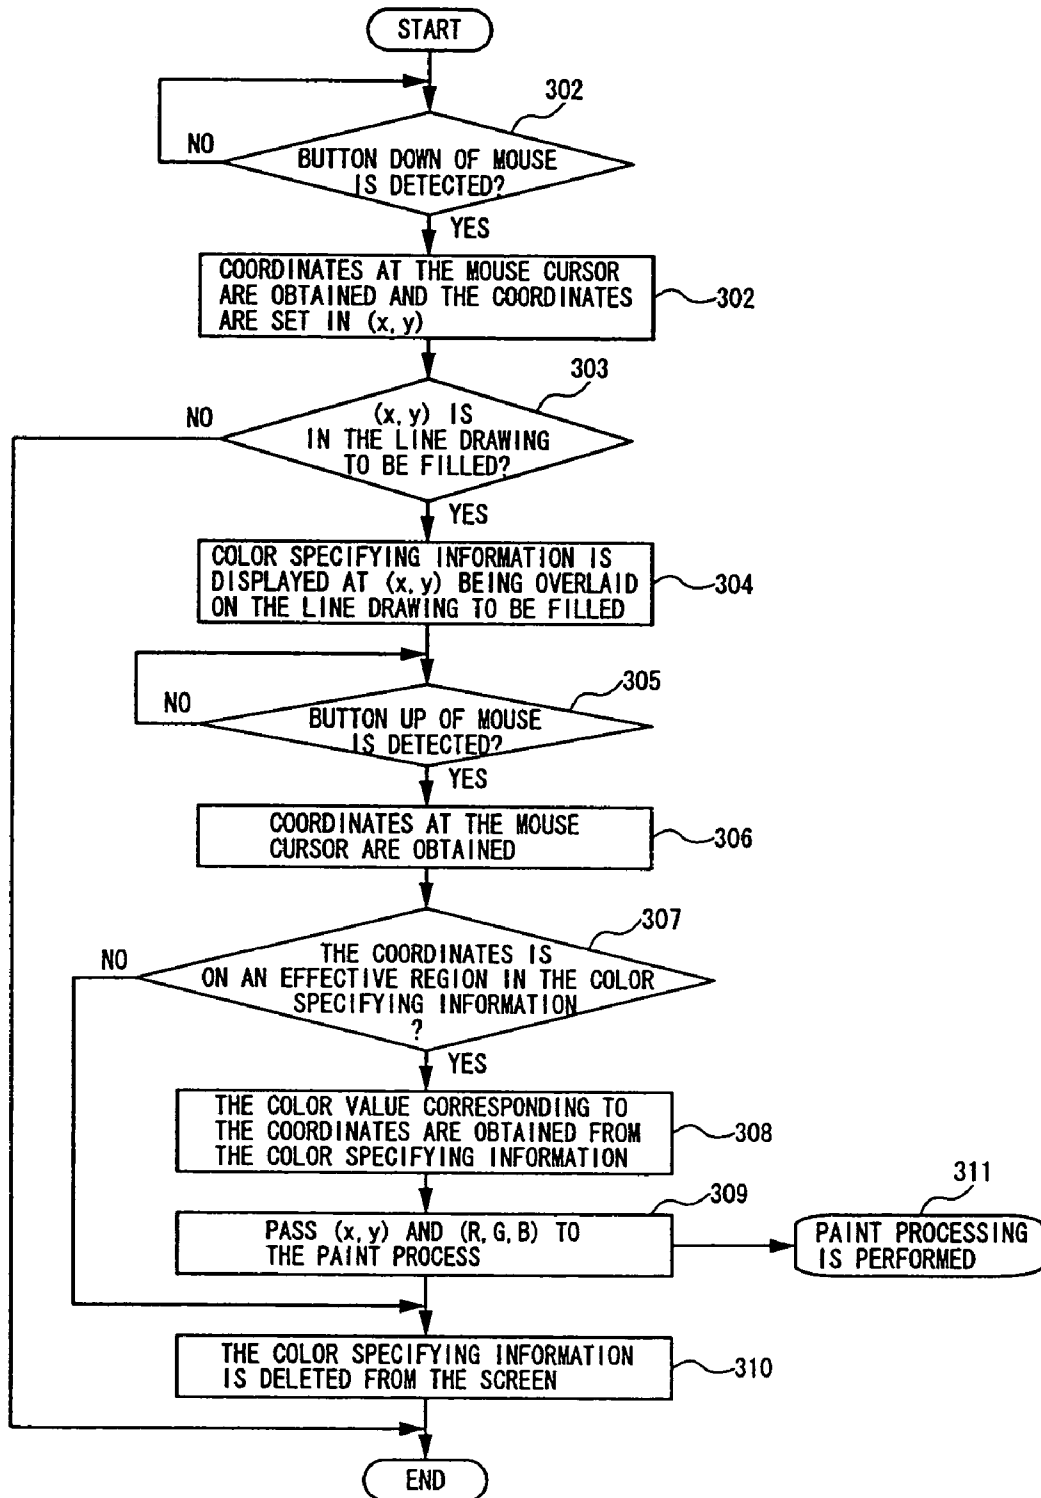 START
302
NO
BUTTON DOWN OF MOUSE
IS DETECTED?
YES
COORDINATES AT THE MOUSE CURSOR
ARE OBTAINED AND THE COORDINATES
ARE SET IN (x, y)
302
303
NO
(x, y) IS
IN THE LINE DRAWING
TO BE FILLED?
YES
COLOR SPECIFYING INFORMATION IS
DISPLAYED AT (x, y) BEING OVERLAID
ON THE LINE DRAWING TO BE FILLED
304
305
NO
BUTTON UP OF MOUSE
IS DETECTED?
YES
COORDINATES AT THE MOUSE
CURSOR ARE OBTAINED
306
307
NO
THE COORDINATES IS
ON AN EFFECTIVE REGION IN THE COLOR
SPECIFYING INFORMATION
?
YES
THE COLOR VALUE CORRESPONDING TO
THE COORDINATES ARE OBTAINED FROM
THE COLOR SPECIFYING INFORMATION
308
309
PASS (x, y) AND (R, G, B) TO
THE PAINT PROCESS
311
PAINT PROCESSING
IS PERFORMED
THE COLOR SPECIFYING INFORMATION
IS DELETED FROM THE SCREEN
310
END